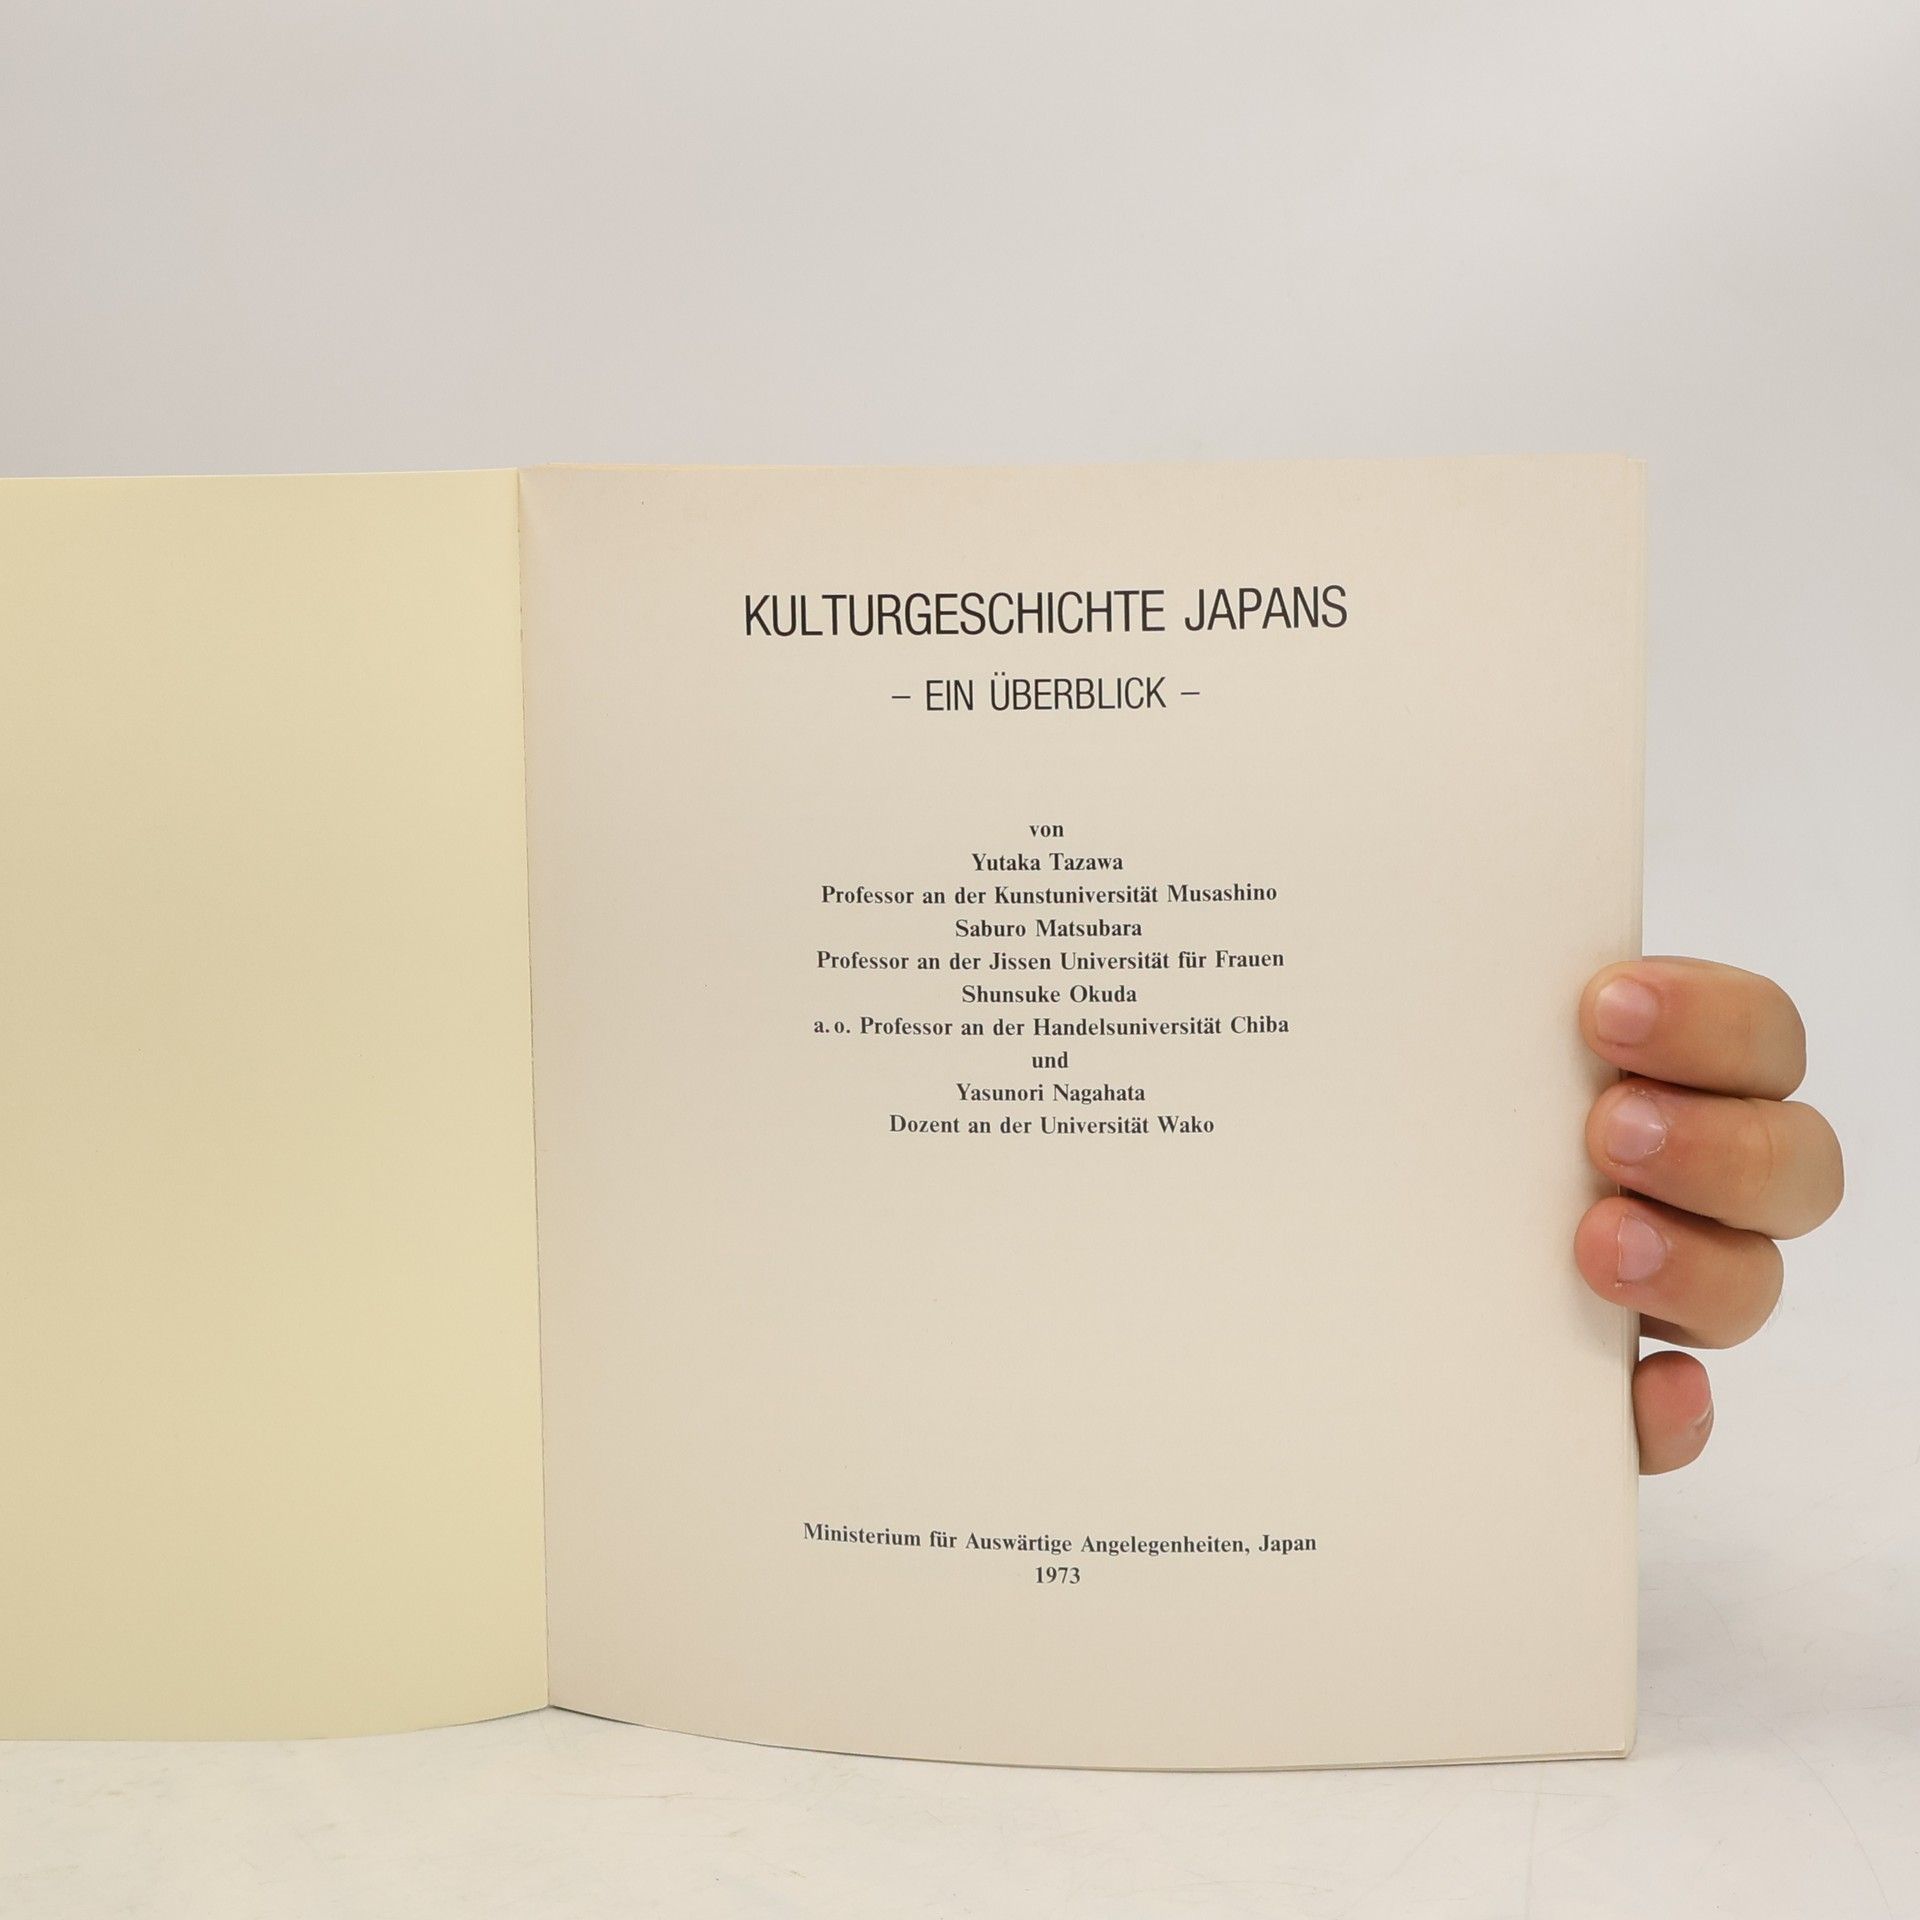 KULTURGESCHICHTE JAPANS
– EIN ÜBERBLICK –
von
Yutaka Tazawa
Professor an der Kunstuniversität Musashino
Saburo Matsubara
Professor an der Jissen Universität für Frauen
Shunsuke Okuda
a. o. Professor an der Handelsuniversität Chiba
und
Yasunori Nagahata
Dozent an der Universität Wako
Ministerium für Auswärtige Angelegenheiten, Japan
1973